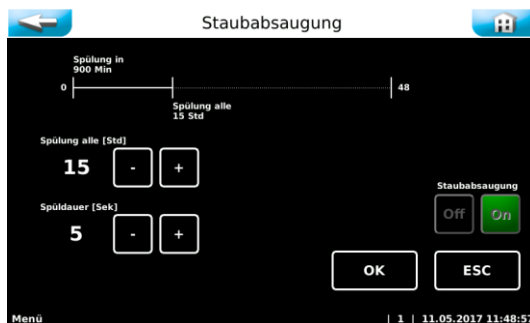 Staubabsaugung
Spülung in
900 Min
0
48
Spülung alle
15 Std
Spülung alle [Std]
15 - +
Staubabsaugung
Off On
Spüldauer [Sek]
5 - +
OK ESC
Menü | 1 | 11.05.2017 11:48:57